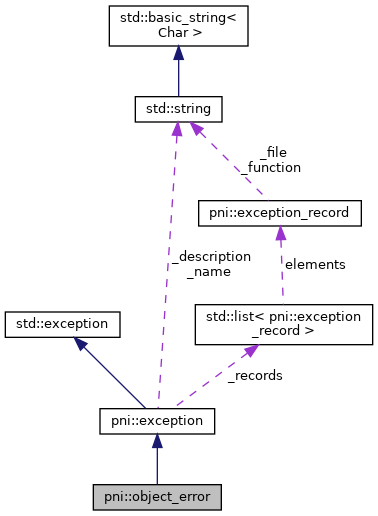 std::basic_string<
Char >
std::string
_file
_function
pni::exception_record
_description
_name
elements
std::exception
std::list< pni::exception
_record >
_records
pni::exception
pni::object_error